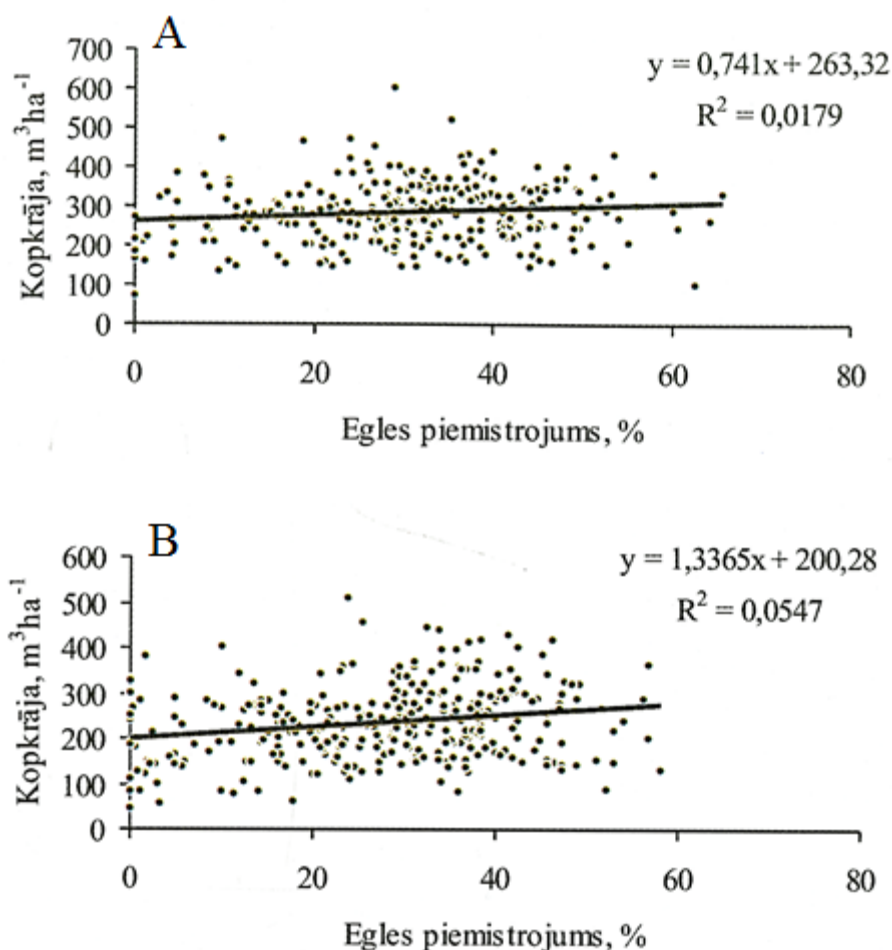 A
y = 0,741x + 263,32
R² = 0,0179
Kopkrāja, m³ha⁻¹
700
600
500
400
300
200
100
0
0 20 40 60 80
Egles piemistrojums, %
B
y = 1,3365x + 200,28
R² = 0,0547
Kopkrāja, m³ha⁻¹
600
500
400
300
200
100
0
0 20 40 60 80
Egles piemistrojums, %